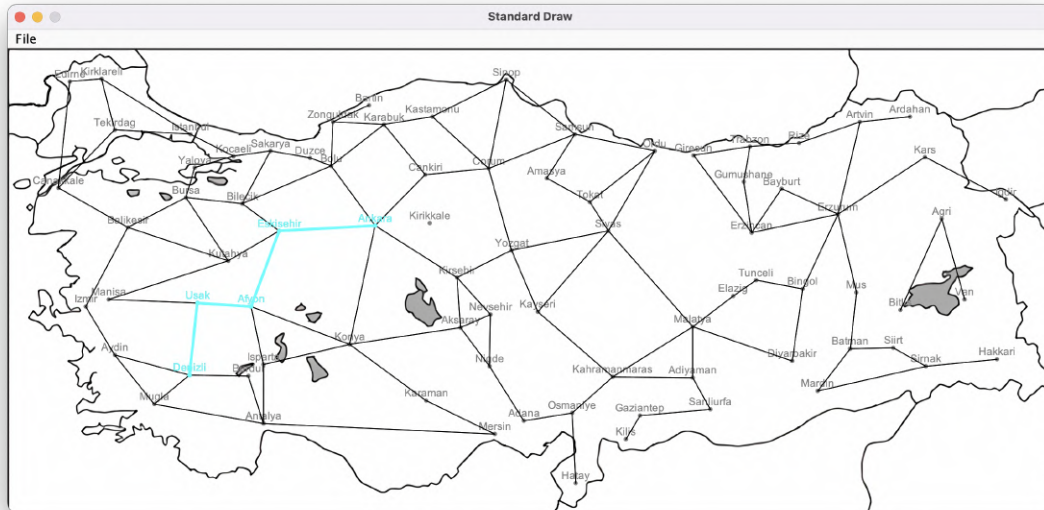 Standard Draw
File
Edirne
Kirklareli
Sinop
Bartin
Tekirdag
Istanbul
Zonguldak
Karabuk
Kastamonu
Samsun
Ordu
Giresun
Trabzon
Rize
Artvin
Ardahan
Kocaeli
Sakarya
Duzce
Bolu
Yalova
Cankiri
Corum
Amasya
Gumushane
Bayburt
Kars
Canakkale
Bursa
Bilecik
Tokat
Igdir
Balikesir
Eskisehir
Ankara
Kirikkale
Sivas
Erzincan
Erzurum
Agri
Kutahya
Yozgat
Kirsehir
Tunceli
Bingol
Mus
Van
Izmir
Manisa
Usak
Afyon
Nevsehir
Kayseri
Elazig
Aksaray
Malatya
Konya
Batman
Siirt
Aydin
Denizli
Isparta
Nigde
Kahramanmaras
Adiyaman
Diyarbakir
Sirnak
Hakkari
Mugla
Karaman
Mardin
Antalya
Mersin
Adana
Osmaniye
Gaziantep
Sanliurfa
Kilis
Hatay